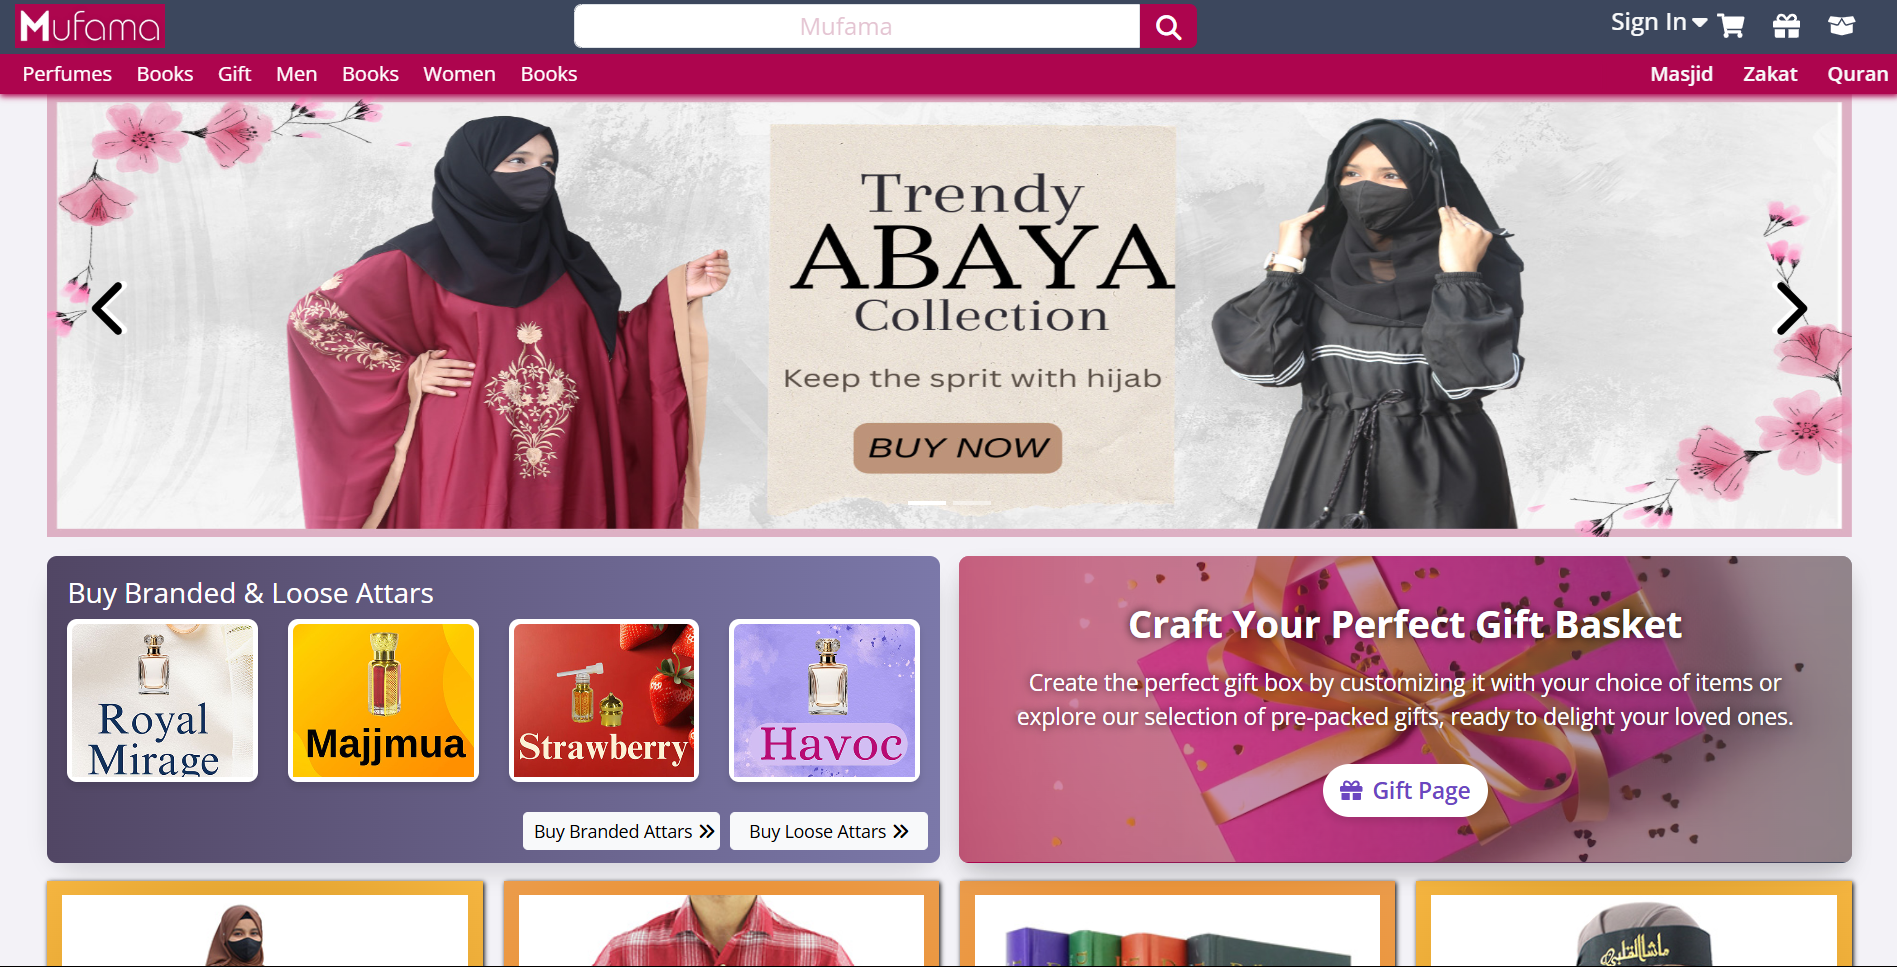 Mufama
Mufama
Sign In
Perfumes Books Gift Men Books Women Books
Masjid Zakat Quran
Trendy
ABAYA
Collection
Keep the sprit with hijab
BUY NOW
Buy Branded & Loose Attars
Royal
Mirage
Majjmua
Strawberry
Havoc
Buy Branded Attars
Buy Loose Attars
Craft Your Perfect Gift Basket
Create the perfect gift box by customizing it with your choice of items or
explore our selection of pre-packed gifts, ready to delight your loved ones.
Gift Page